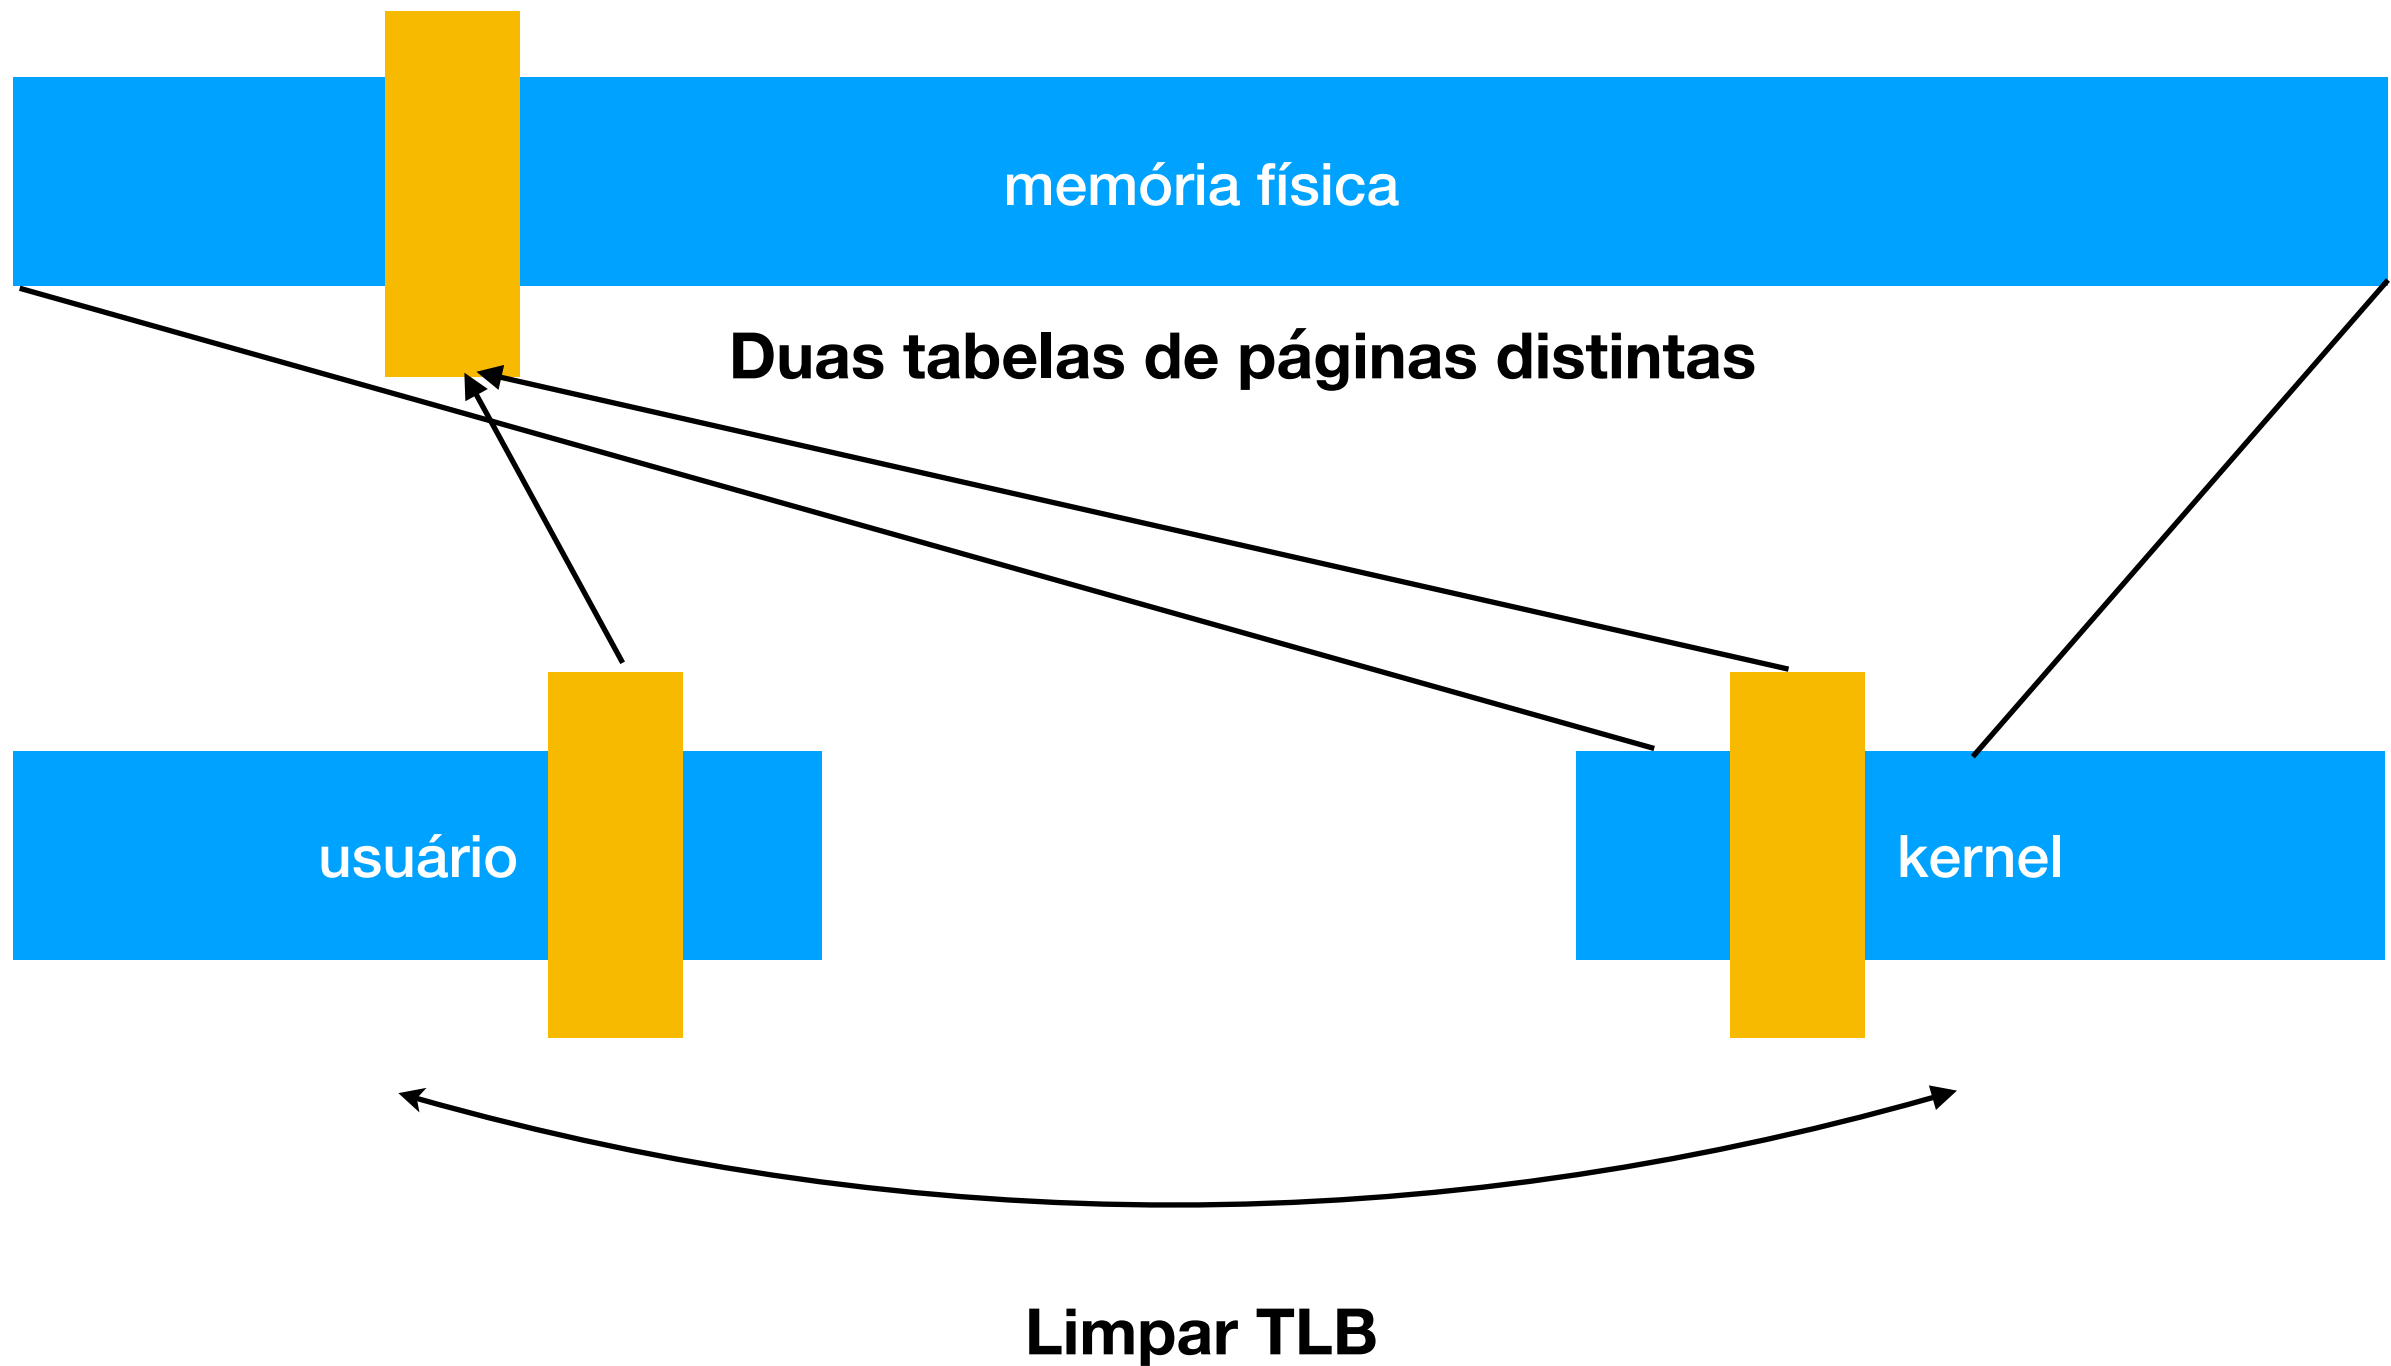 memória física
Duas tabelas de páginas distintas
usuário
kernel
Limpar TLB